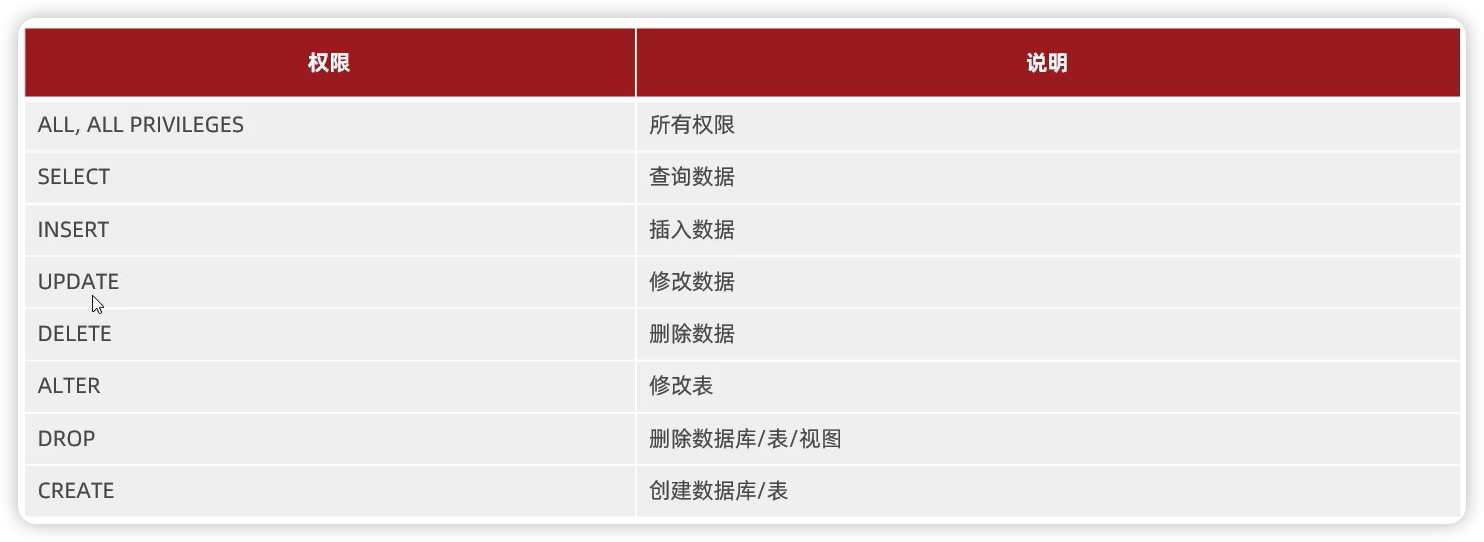 权限 说明
ALL, ALL PRIVILEGES 所有权限
SELECT 查询数据
INSERT 插入数据
UPDATE 修改数据
DELETE 删除数据
ALTER 修改表
DROP 删除数据库/表/视图
CREATE 创建数据库/表